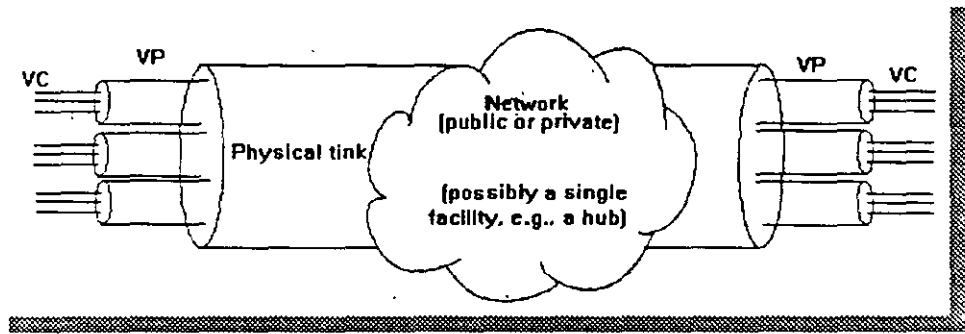 VP
VC
Physical tink
Network
(public or private)
(possibly a single
facility, e.g., a hub)
VP
VC